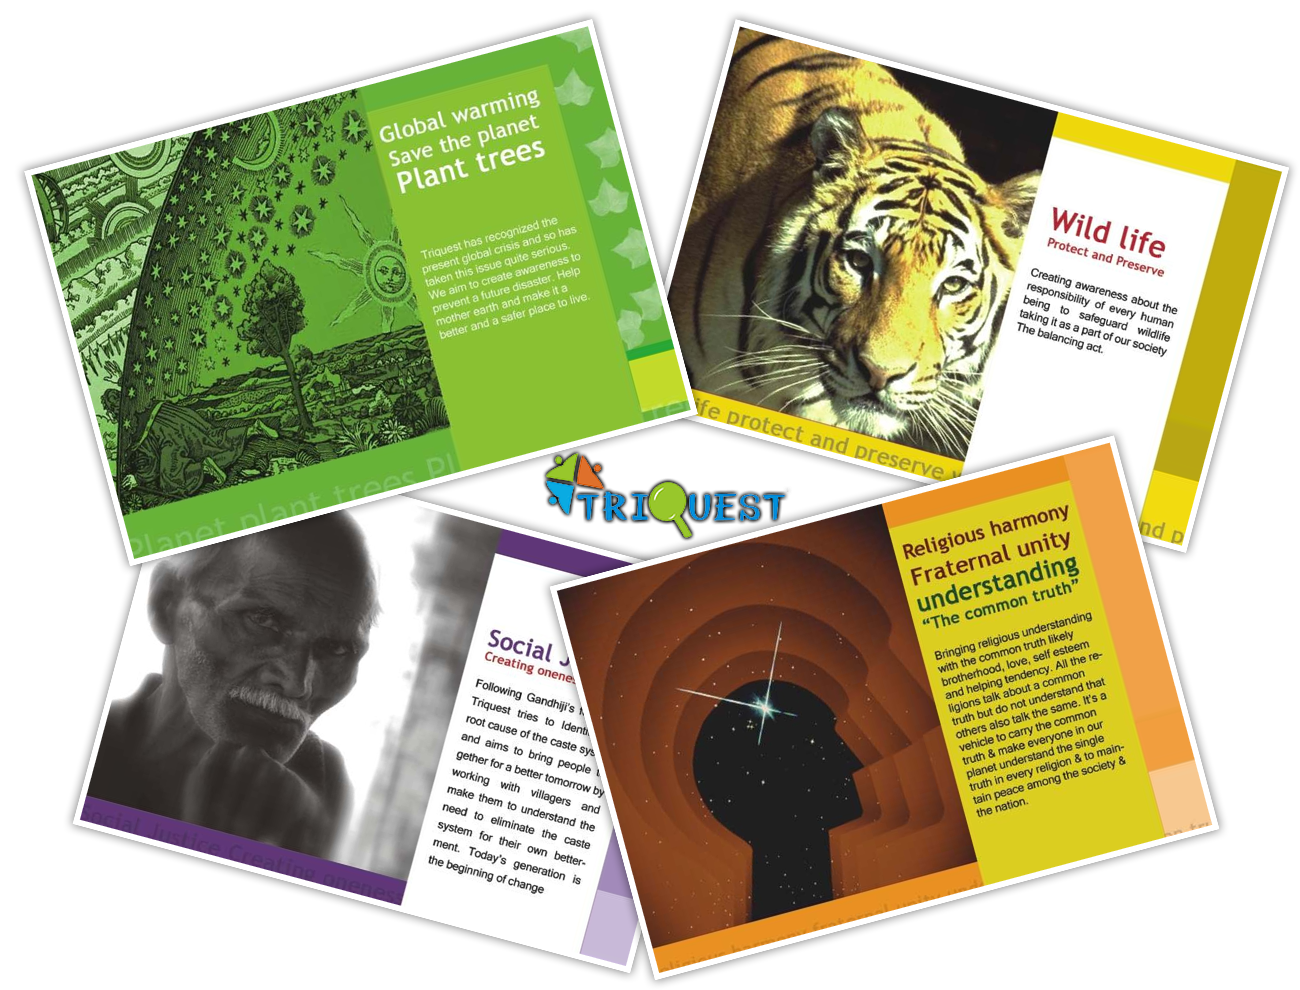 Global warming
Save the planet
Plant trees
Triquest has recognized the
present global crisis and so has
taken this issue quite serious.
We aim to create awareness to
prevent a future disaster. Help
mother earth and make it a
better and a safer place to live.
Planet plant trees Pl
Wild life
Protect and Preserve
Creating awareness about the
responsibility of every human
being to safeguard wildlife
taking it as a part of our society
The balancing act.
life protect and preserve
nd p
TRIQUEST
Social J
Creating onenes
Following Gandhiji's
Triquest tries to Identi
root cause of the caste sys
and aims to bring people
gether for a better tomorrow by
working with villagers and
make them to understand the
need to eliminate the caste
system for their own better-
ment. Today's generation is
the beginning of change
Social Justice Creating oneness
Religious harmony
Fraternal unity
understanding
“The common truth”
Bringing religious understanding
with the common truth likely
brotherhood, love, self esteem
and helping tendency. All the re-
ligions talk about a common
truth but do not understand that
others also talk the same. It's a
vehicle to carry the common
truth & make everyone in our
planet understand the single
truth in every religion & to main-
tain peace among the society &
the nation.
eligious harmony fraternal unity und